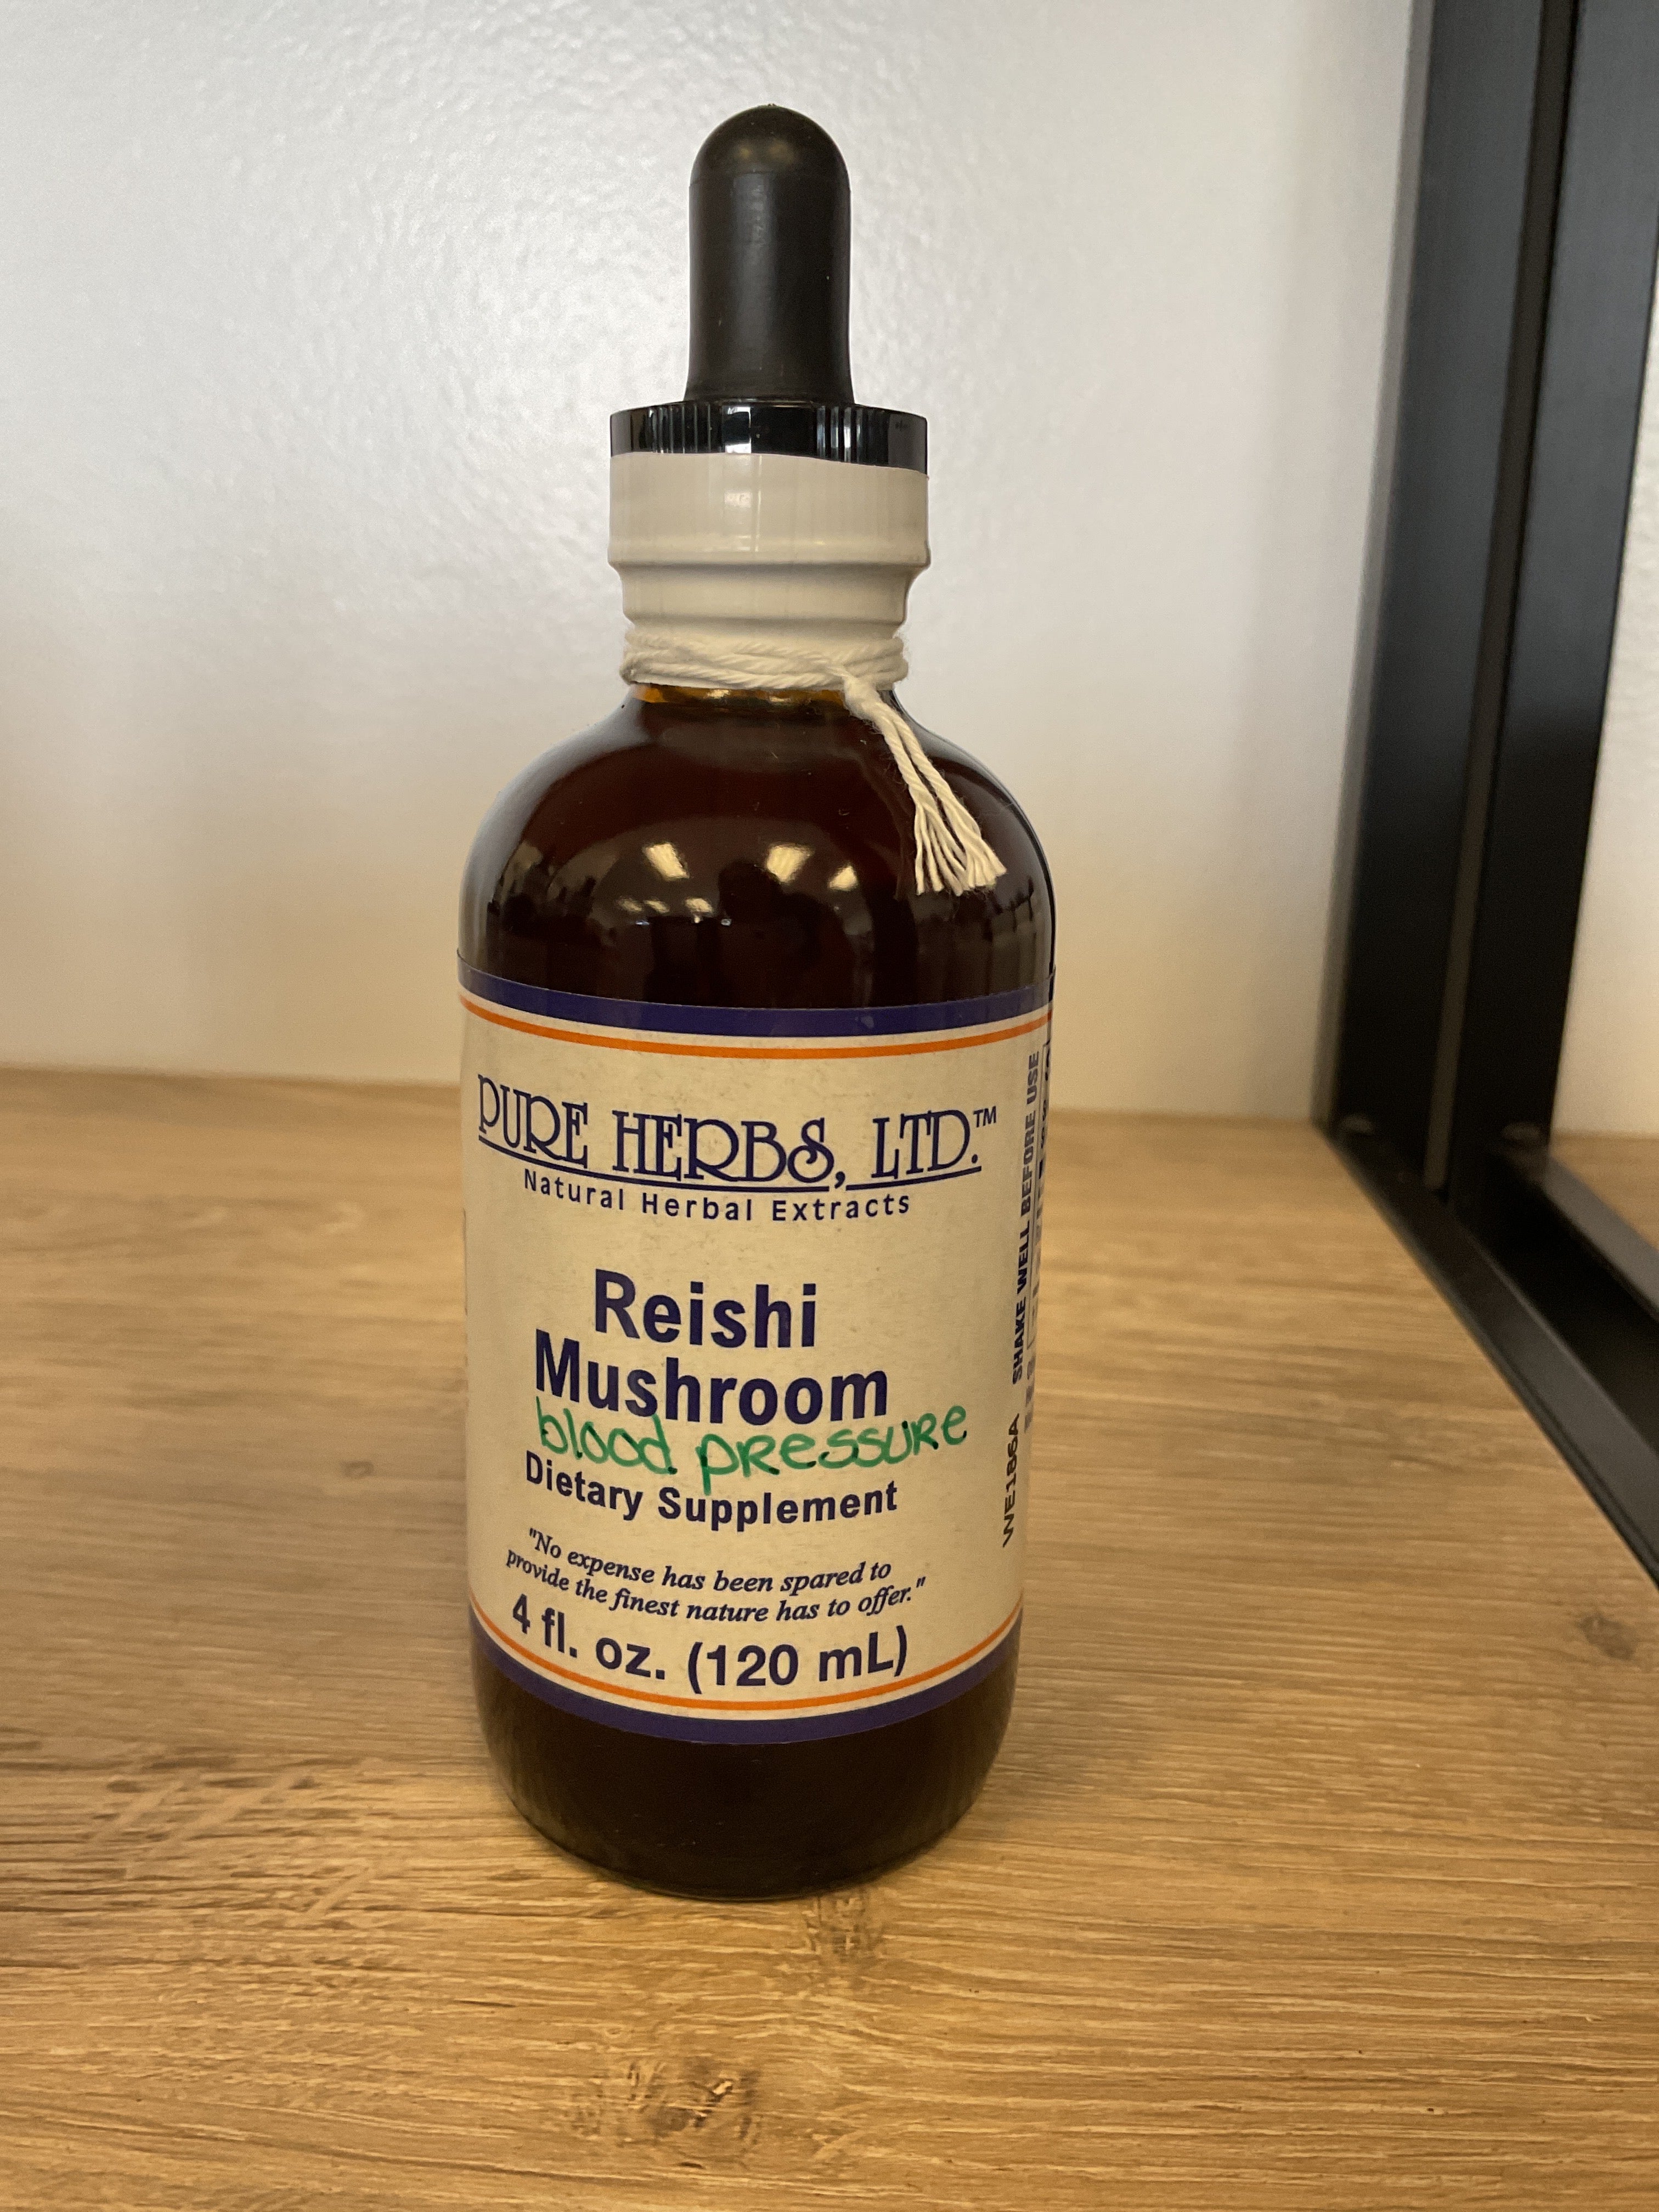 PURE HERBS, LTD.™
Natural Herbal Extracts
Reishi
Mushroom
blood pressure
Dietary Supplement
"No expense has been spared to
provide the finest nature has to offer."
4 fl. oz. (120 mL)
WE186A SHAKE WELL BEFORE USE